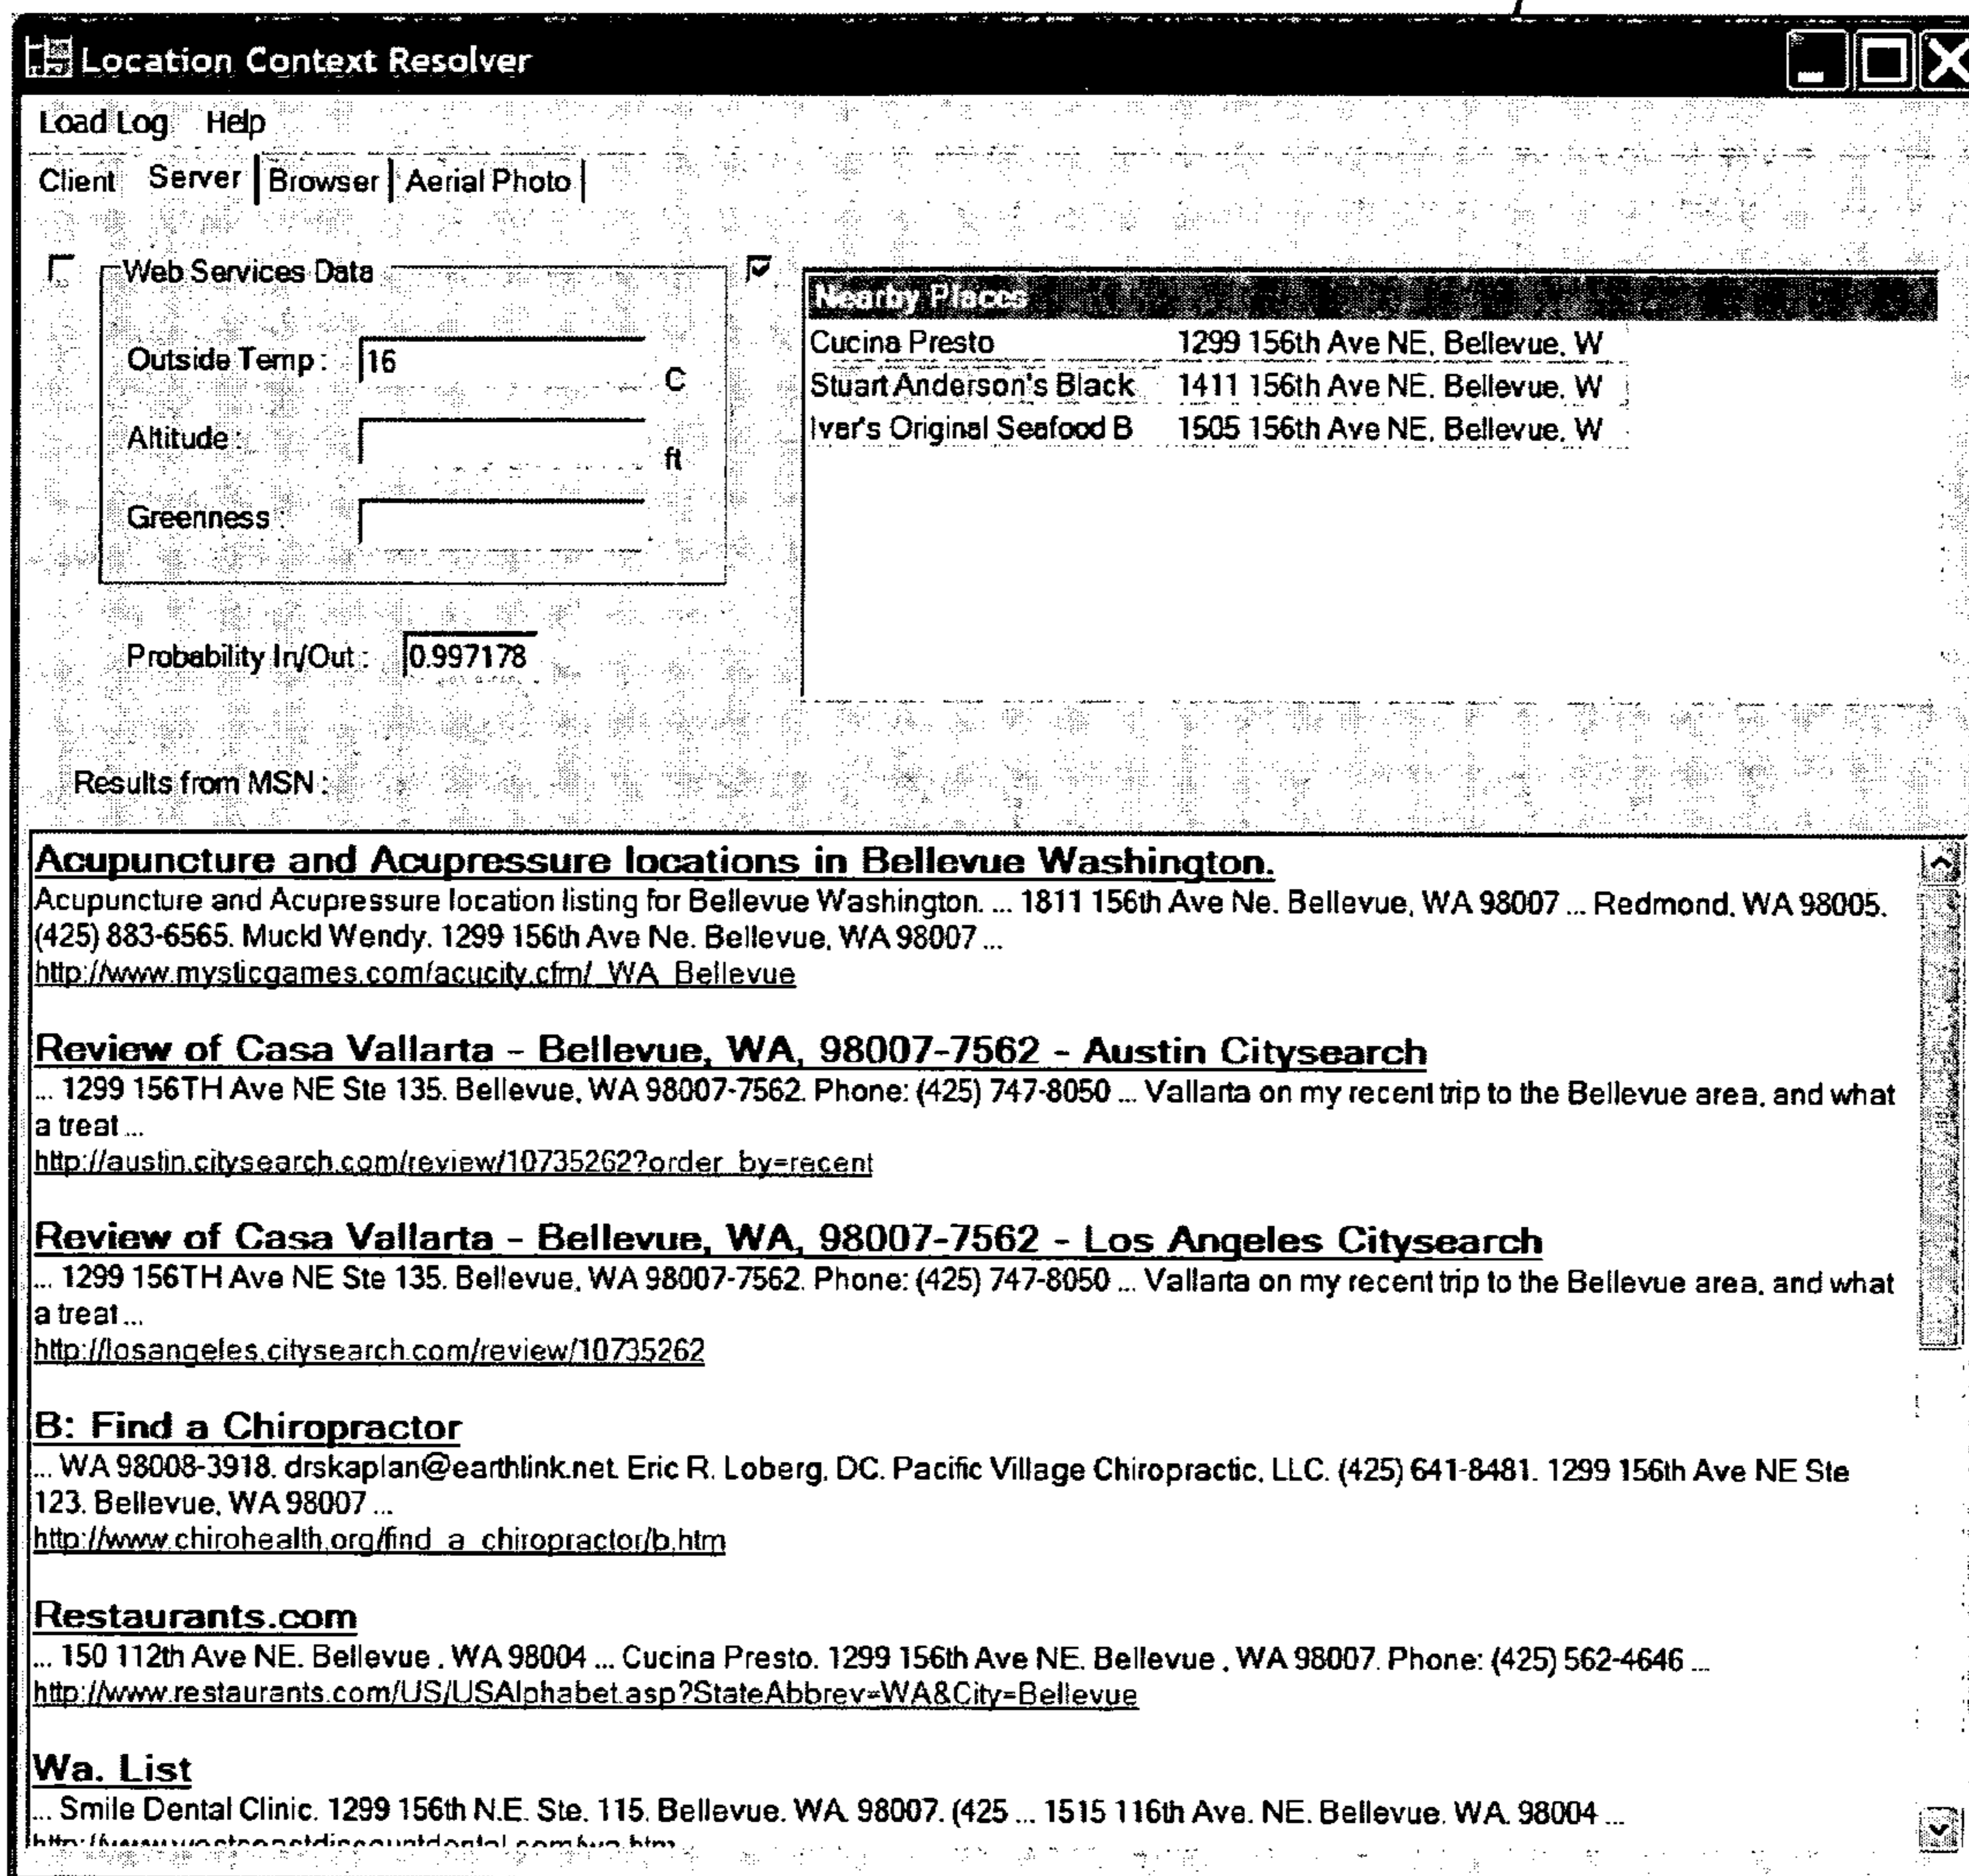 Location Context Resolver
Load Log Help
Client Server Browser Aerial Photo
Web Services Data
Outside Temp : 16 C
Altitude : ft
Greenness :
Probability In/Out : 0.997178
Nearby Places
Cucina Presto 1299 156th Ave NE, Bellevue, W
Stuart Anderson's Black 1411 156th Ave NE, Bellevue, W
Ivar's Original Seafood B 1505 156th Ave NE, Bellevue, W
Results from MSN :
Acupuncture and Acupressure locations in Bellevue Washington.
Acupuncture and Acupressure location listing for Bellevue Washington. ... 1811 156th Ave Ne. Bellevue, WA 98007 ... Redmond, WA 98005.
(425) 883-6565. Muckl Wendy. 1299 156th Ave Ne. Bellevue, WA 98007 ...
http://www.mysticgames.com/acucity.cfm/_WA_Bellevue
Review of Casa Vallarta - Bellevue, WA, 98007-7562 - Austin Citysearch
... 1299 156TH Ave NE Ste 135. Bellevue, WA 98007-7562. Phone: (425) 747-8050 ... Vallarta on my recent trip to the Bellevue area, and what
a treat ...
http://austin.citysearch.com/review/10735262?order_by=recent
Review of Casa Vallarta - Bellevue, WA, 98007-7562 - Los Angeles Citysearch
... 1299 156TH Ave NE Ste 135. Bellevue, WA 98007-7562. Phone: (425) 747-8050 ... Vallarta on my recent trip to the Bellevue area, and what
a treat ...
http://losangeles.citysearch.com/review/10735262
B: Find a Chiropractor
... WA 98008-3918. drskaplan@earthlink.net. Eric R. Loberg, DC. Pacific Village Chiropractic, LLC. (425) 641-8481. 1299 156th Ave NE Ste
123. Bellevue, WA 98007 ...
http://www.chirohealth.org/find_a_chiropractor/b.htm
Restaurants.com
... 150 112th Ave NE. Bellevue , WA 98004 ... Cucina Presto. 1299 156th Ave NE. Bellevue , WA 98007. Phone: (425) 562-4646 ...
http://www.restaurants.com/US/USAlphabet.asp?StateAbbrev=WA&City=Bellevue
Wa. List
... Smile Dental Clinic. 1299 156th N.E. Ste. 115. Bellevue. WA. 98007. (425 ... 1515 116th Ave. NE. Bellevue. WA. 98004 ...
http://www.westcoastdiscountdental.com/wa.htm